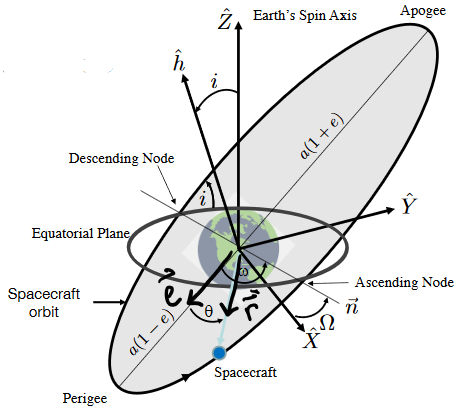 Apogee
Ẑ
Earth's Spin Axis
ĥ
i
a(1 + e)
Descending Node
i
Ŷ
Equatorial Plane
ω
Ascending Node
e⃗
n⃗
Spacecraft
orbit
θ
r⃗
Ω
X̂
a(1 − e)
Spacecraft
Perigee